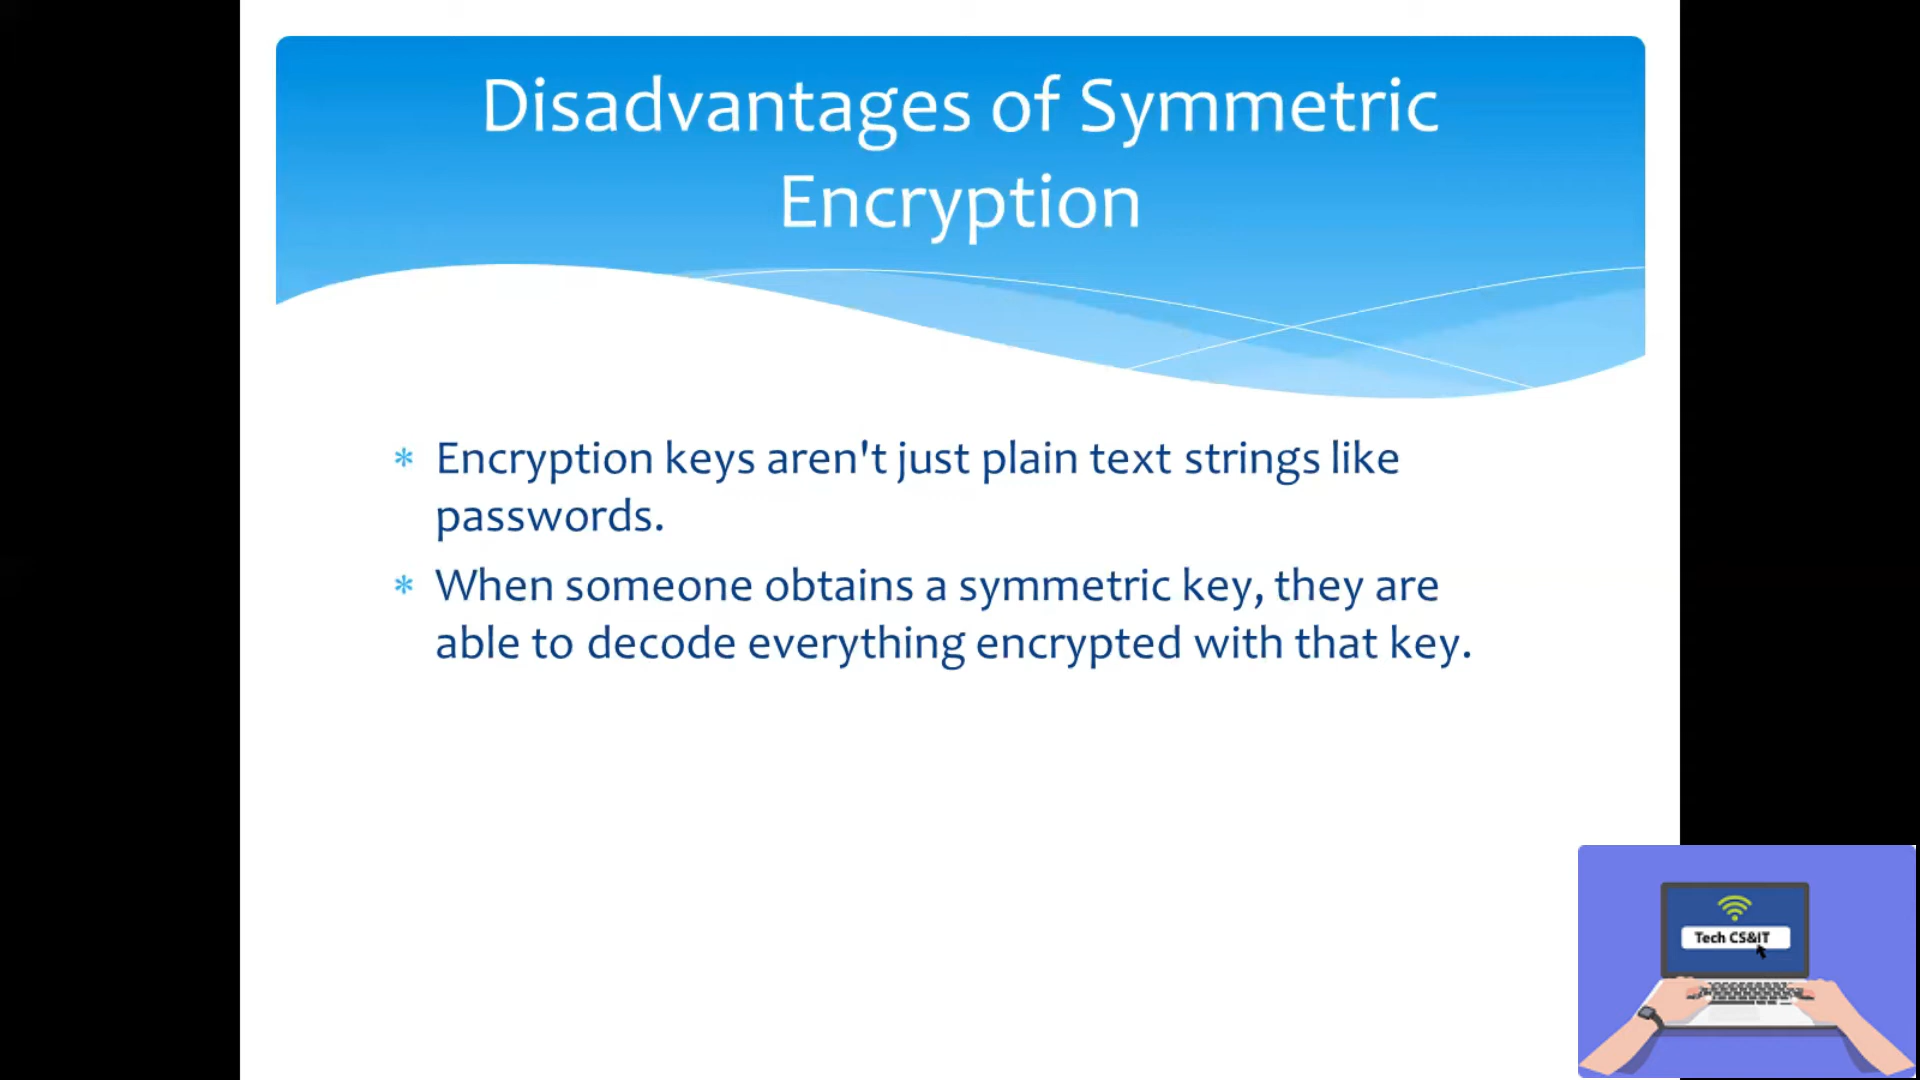 Disadvantages of Symmetric
Encryption
* Encryption keys aren't just plain text strings like
passwords.
* When someone obtains a symmetric key, they are
able to decode everything encrypted with that key.
Tech CS&IT